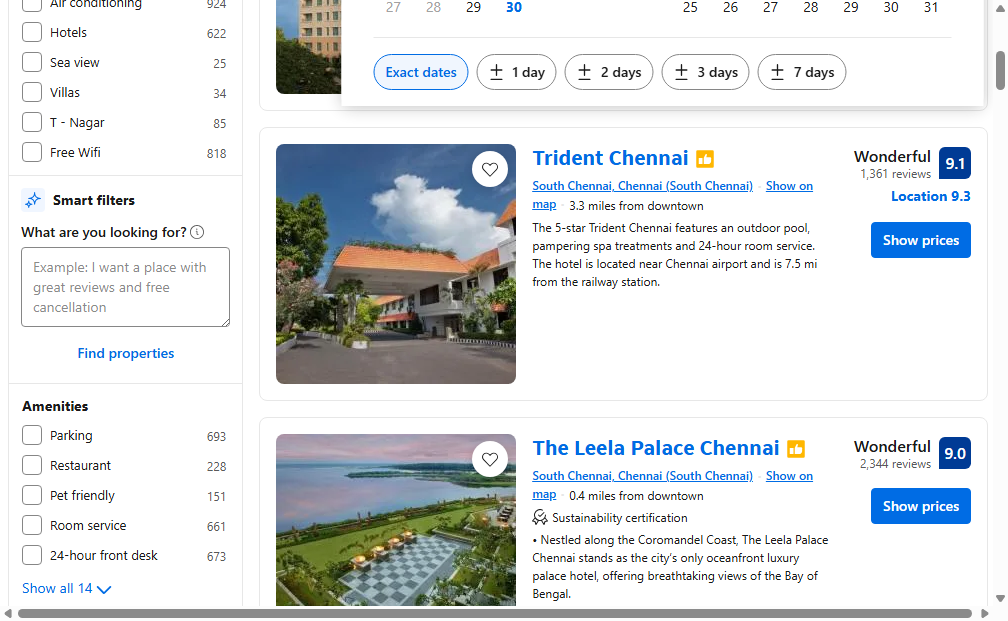 Air conditioning 924
Hotels 622
Sea view 25
Villas 34
T - Nagar 85
Free Wifi 818
Smart filters
What are you looking for?
Example: I want a place with
great reviews and free
cancellation
Find properties
Amenities
Parking 693
Restaurant 228
Pet friendly 151
Room service 661
24-hour front desk 673
Show all 14
27 28 29 30
25 26 27 28 29 30 31
Exact dates
± 1 day
± 2 days
± 3 days
± 7 days
Trident Chennai
South Chennai, Chennai (South Chennai) · Show on
map · 3.3 miles from downtown
The 5-star Trident Chennai features an outdoor pool,
pampering spa treatments and 24-hour room service.
The hotel is located near Chennai airport and is 7.5 mi
from the railway station.
Wonderful 9.1
1,361 reviews
Location 9.3
Show prices
The Leela Palace Chennai
South Chennai, Chennai (South Chennai) · Show on
map · 0.4 miles from downtown
Sustainability certification
• Nestled along the Coromandel Coast, The Leela Palace
Chennai stands as the city's only oceanfront luxury
palace hotel, offering breathtaking views of the Bay of
Bengal.
Wonderful 9.0
2,344 reviews
Show prices